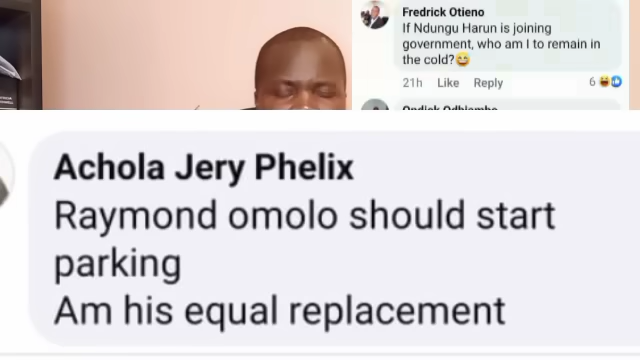 Fredrick Otieno
If Ndungu Harun is joining
government, who am I to remain in
the cold?😅
21h Like Reply 6
Achola Jery Phelix
Raymond omolo should start
parking
Am his equal replacement